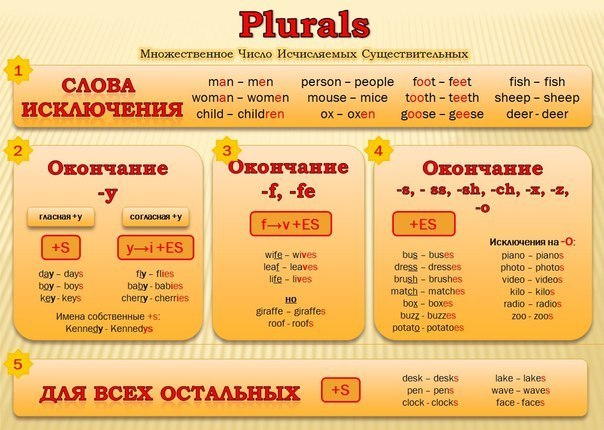 Plurals
Множественное Число Исчисляемых Существительных
1
СЛОВА
ИСКЛЮЧЕНИЯ
man – men person – people foot – feet fish – fish
woman – women mouse – mice tooth – teeth sheep – sheep
child – children ox – oxen goose – geese deer - deer
2
Окончание
-y
гласная +y согласная +y
+S y→i +ES
day – days fly – flies
boy – boys baby - babies
key - keys cherry - cherries
Имена собственные +s:
Kennedy - Kennedys
3
Окончание
-f, -fe
f→v +ES
wife – wives
leaf – leaves
life – lives
но
giraffe – giraffes
roof - roofs
4
Окончание
-s, - ss, -sh, -ch, -x, -z,
-o
+ES
bus – buses
dress – dresses
brush – brushes
match – matches
box – boxes
buzz – buzzes
potato – potatoes
Исключения на -O:
piano – pianos
photo – photos
video – videos
kilo – kilos
radio – radios
zoo - zoos
5
ДЛЯ ВСЕХ ОСТАЛЬНЫХ +S
desk – desks lake – lakes
pen – pens wave – waves
clock - clocks face - faces